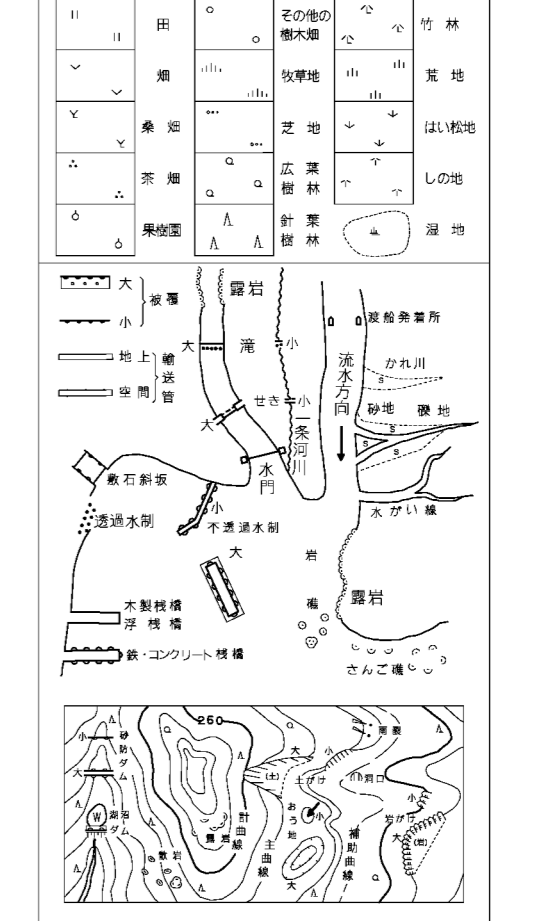 田
その他の
樹木畑
竹林
畑
牧草地
荒地
桑畑
芝地
はい松地
茶畑
広葉
樹林
しの地
果樹園
針葉
樹林
湿地
大
小
被覆
地上
空間
輸送管
露岩
大
滝
小
せき
小
大
一条河川
水門
流水方向
渡船発着所
かれ川
s
砂地
礫地
s
s
水がい線
敷石斜坂
透過水制
小
不透過水制
大
岩礁
露岩
木製桟橋
浮桟橋
鉄・コンクリート桟橋
さんご礁
小
砂防ダム
大
W
湖沼
ダム
260
露岩
散岩
計曲線
主曲線
大
小
(土)
土がけ
おう地
小
大
補助曲線
雨裂
洞口
小
岩がけ
大
(岩)